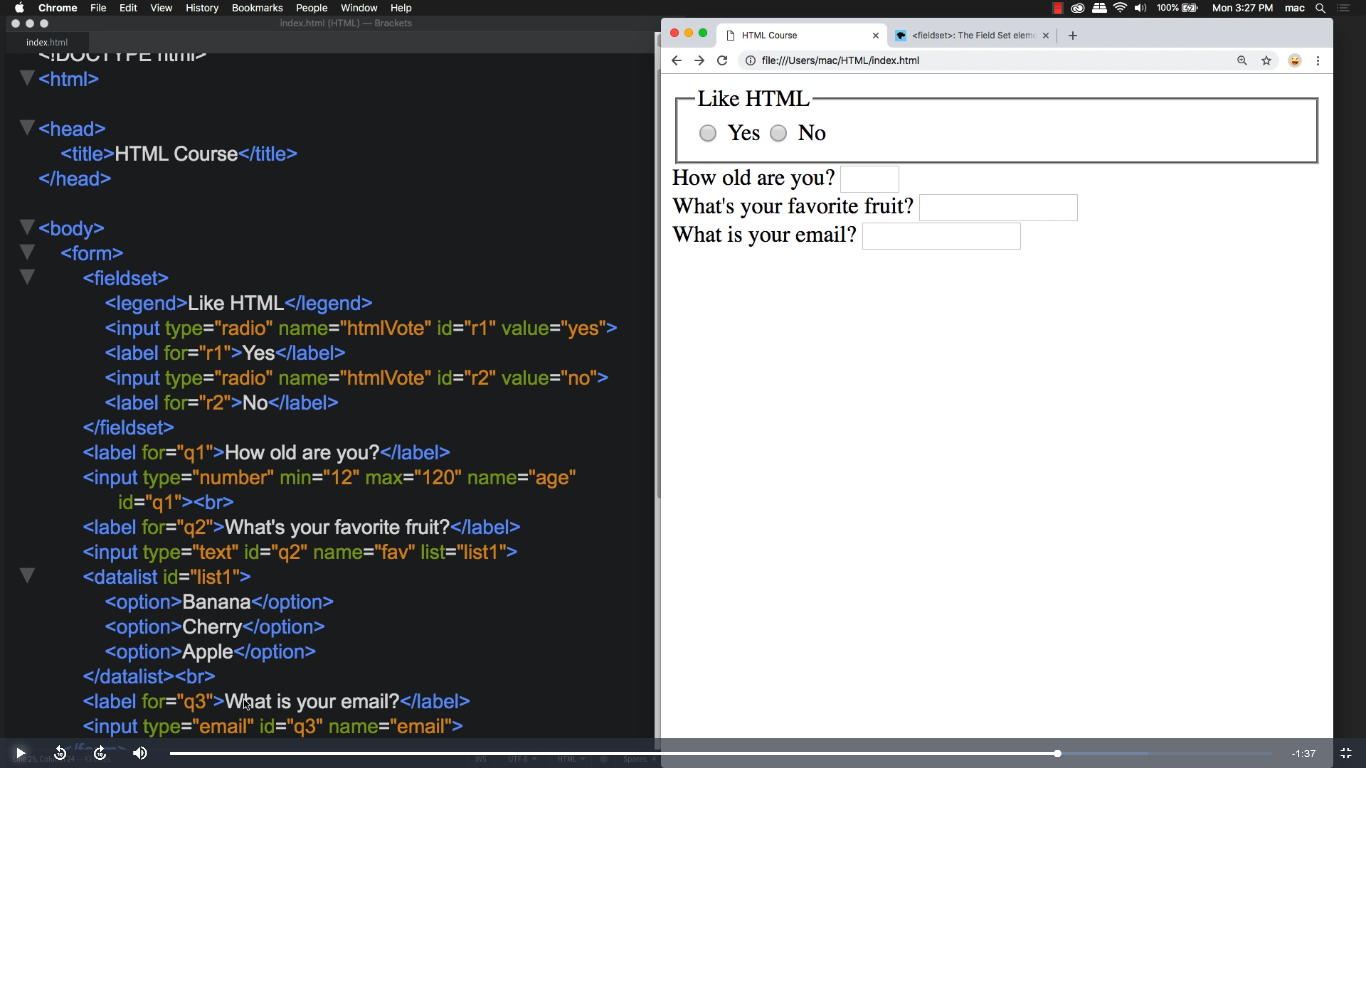 Chrome File Edit View History Bookmarks People Window Help
100% Mon 3:27 PM mac
index.html (HTML) — Brackets
index.html
<!DOCTYPE html>
<html>
<head>
<title>HTML Course</title>
</head>
<body>
<form>
<fieldset>
<legend>Like HTML</legend>
<input type="radio" name="htmlVote" id="r1" value="yes">
<label for="r1">Yes</label>
<input type="radio" name="htmlVote" id="r2" value="no">
<label for="r2">No</label>
</fieldset>
<label for="q1">How old are you?</label>
<input type="number" min="12" max="120" name="age"
id="q1"><br>
<label for="q2">What's your favorite fruit?</label>
<input type="text" id="q2" name="fav" list="list1">
<datalist id="list1">
<option>Banana</option>
<option>Cherry</option>
<option>Apple</option>
</datalist><br>
<label for="q3">What is your email?</label>
<input type="email" id="q3" name="email">
</form>
INS UTF-8 HTML Spaces: 4
HTML Course
<fieldset>: The Field Set elem
file:///Users/mac/HTML/index.html
Like HTML
Yes No
How old are you?
What's your favorite fruit?
What is your email?
10 10
-1:37